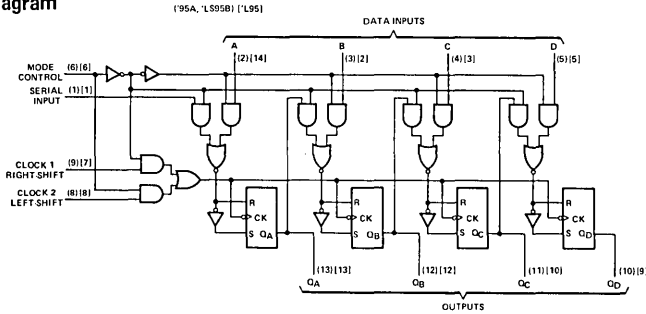 agram
('95A, 'LS95B) ['L95]
DATA INPUTS
A B C D
(2)[14] (3)[2] (4)[3] (5)[5]
MODE CONTROL (6)[6]
SERIAL INPUT (1)[1]
CLOCK 1 RIGHT-SHIFT (9)[7]
CLOCK 2 LEFT-SHIFT (8)[8]
R R R R
CK CK CK CK
S QA S QB S QC S QD
(13)[13] (12)[12] (11)[10] (10)[9]
QA QB QC QD
OUTPUTS